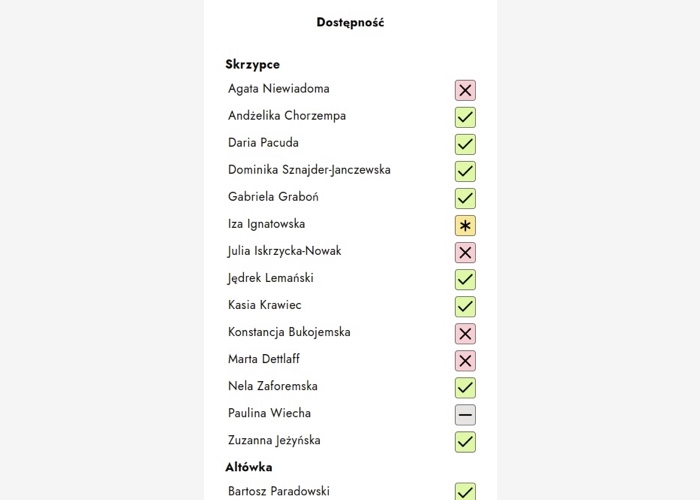 Dostępność
Skrzypce
Agata Niewiadoma
Andżelika Chorzempa
Daria Pacuda
Dominika Sznajder-Janczewska
Gabriela Graboń
Iza Ignatowska
Julia Iskrzycka-Nowak
Jędrek Lemański
Kasia Krawiec
Konstancja Bukojemska
Marta Dettlaff
Nela Zaforemska
Paulina Wiecha
Zuzanna Jeżyńska
Altówka
Bartosz Paradowski